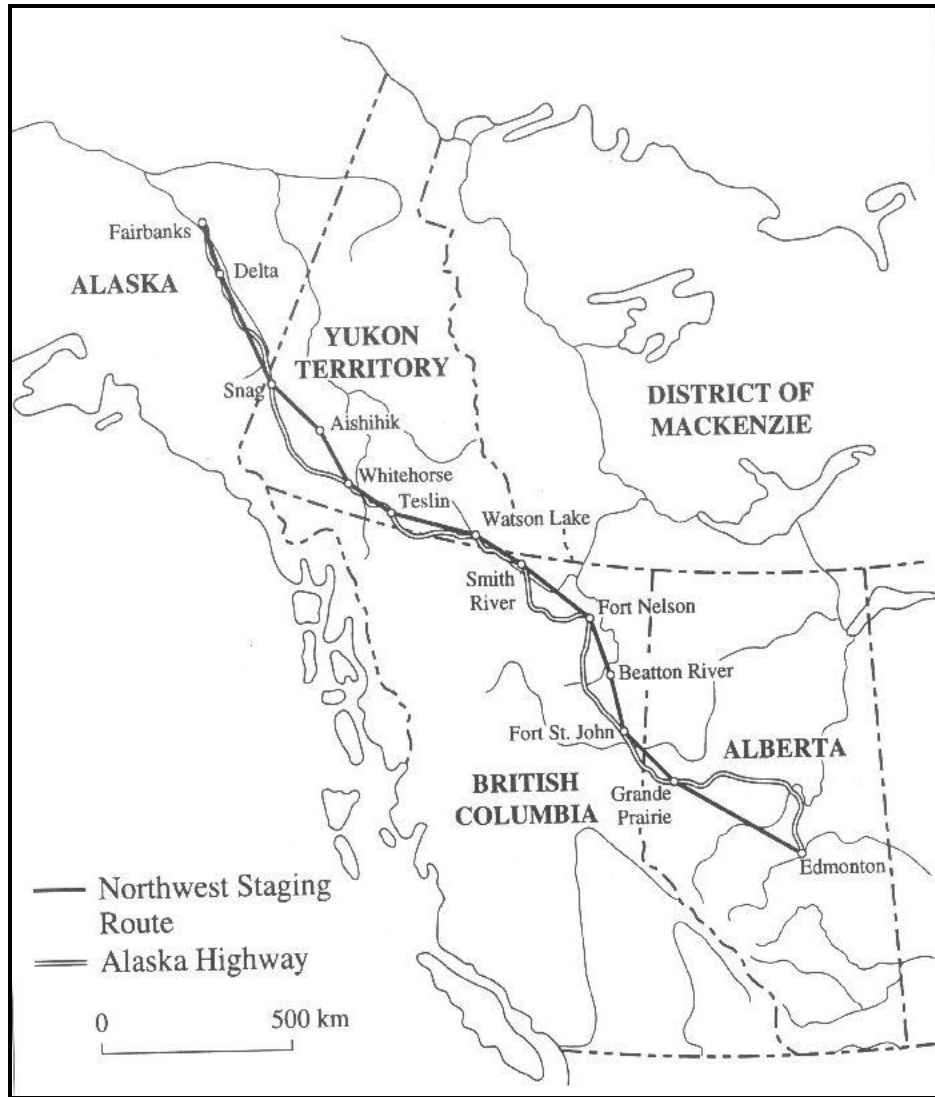 Fairbanks
Delta
ALASKA
YUKON
TERRITORY
Snag
DISTRICT OF
MACKENZIE
Aishihik
Whitehorse
Teslin
Watson Lake
Smith
River
Fort Nelson
Beatton River
Fort St. John
ALBERTA
BRITISH
COLUMBIA
Grande
Prairie
Edmonton
Northwest Staging
Route
Alaska Highway
0 500 km